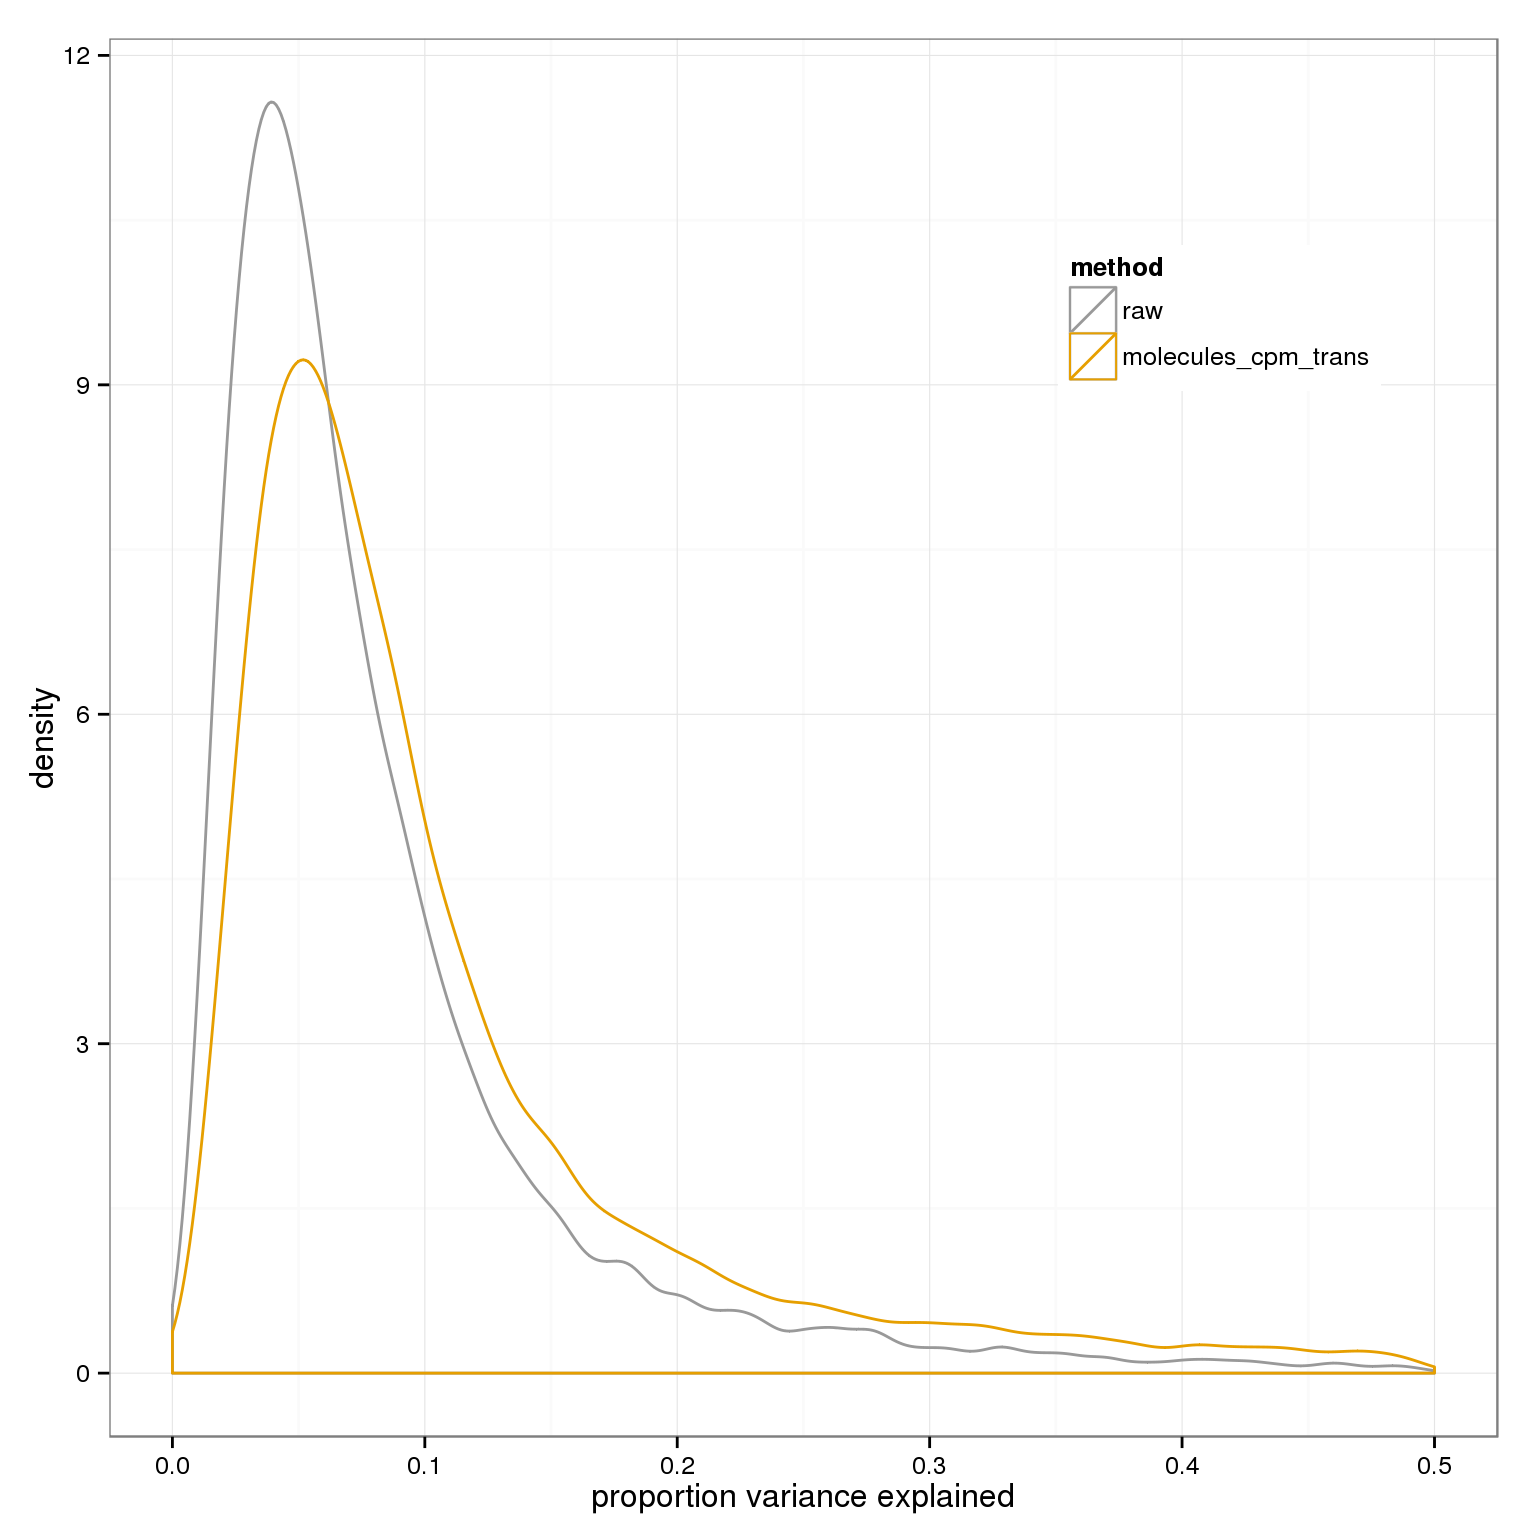 12
9
6
3
0
density
method
raw
molecules_cpm_trans
0.0 0.1 0.2 0.3 0.4 0.5
proportion variance explained